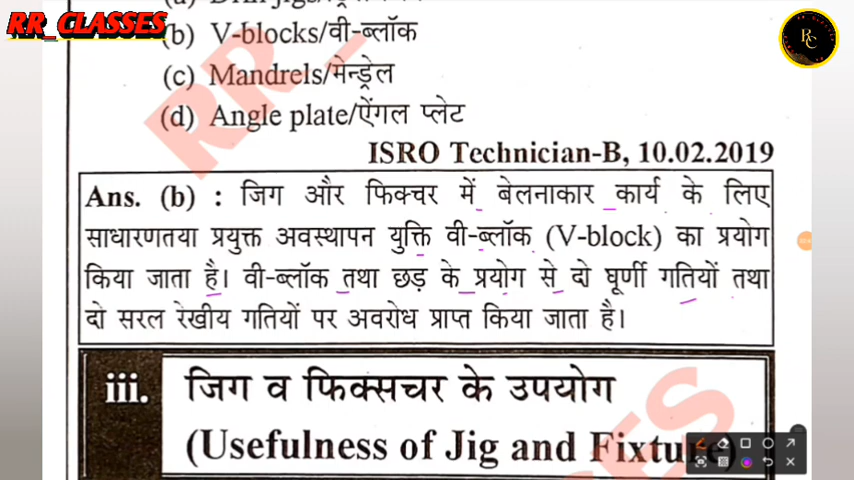 RR_CLASSES
RC
(b) V-blocks/वी-ब्लॉक
(c) Mandrels/मेन्ड्रेल
(d) Angle plate/ऐंगल प्लेट
ISRO Technician-B, 10.02.2019
Ans. (b) : जिग और फिक्चर में बेलनाकार कार्य के लिए
साधारणतया प्रयुक्त अवस्थापन युक्ति वी-ब्लॉक (V-block) का प्रयोग
किया जाता है। वी-ब्लॉक तथा छड़ के प्रयोग से दो घूर्णी गतियों तथा
दो सरल रेखीय गतियों पर अवरोध प्राप्त किया जाता है।
iii. जिग व फिक्सचर के उपयोग
(Usefulness of Jig and Fixture)